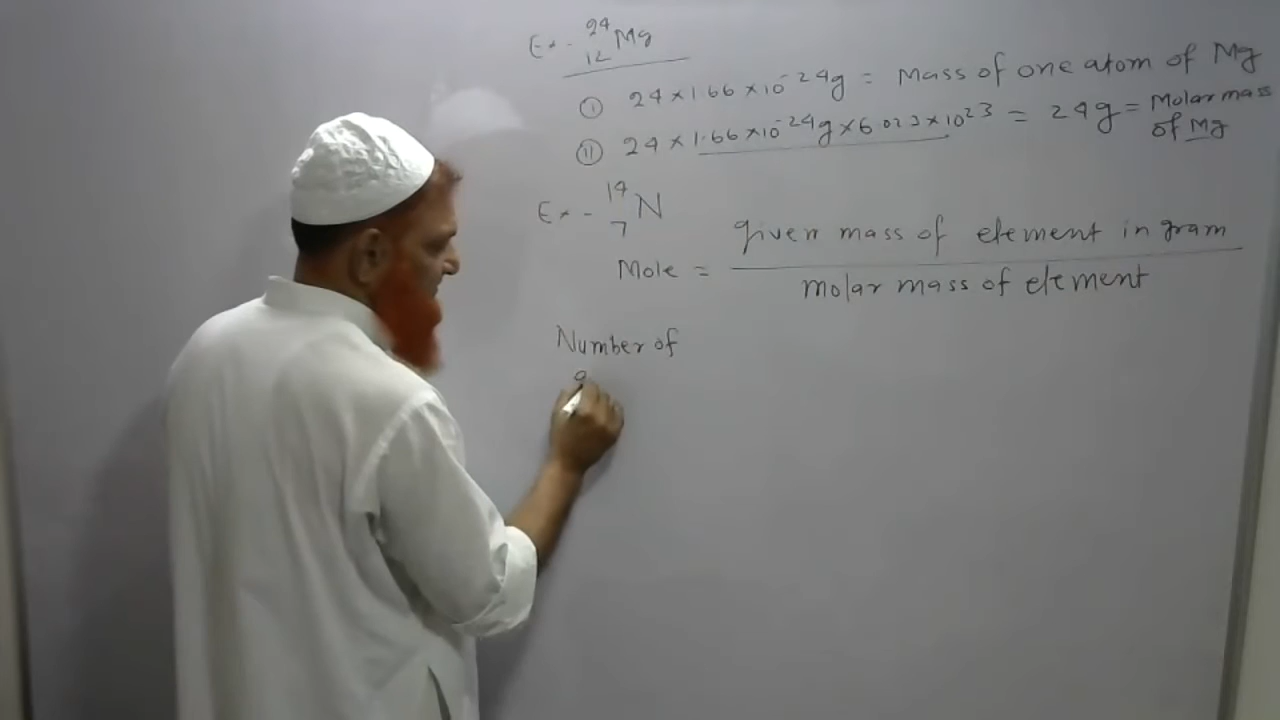 Ex- ²⁴₁₂Mg
(i) 24×1.66×10⁻²⁴g = Mass of one atom of Mg
(ii) 24×1.66×10⁻²⁴g×6.023×10²³ = 24g = Molar mass of Mg
Ex- ¹⁴₇N
Mole = given mass of element in gram / molar mass of element
Number of